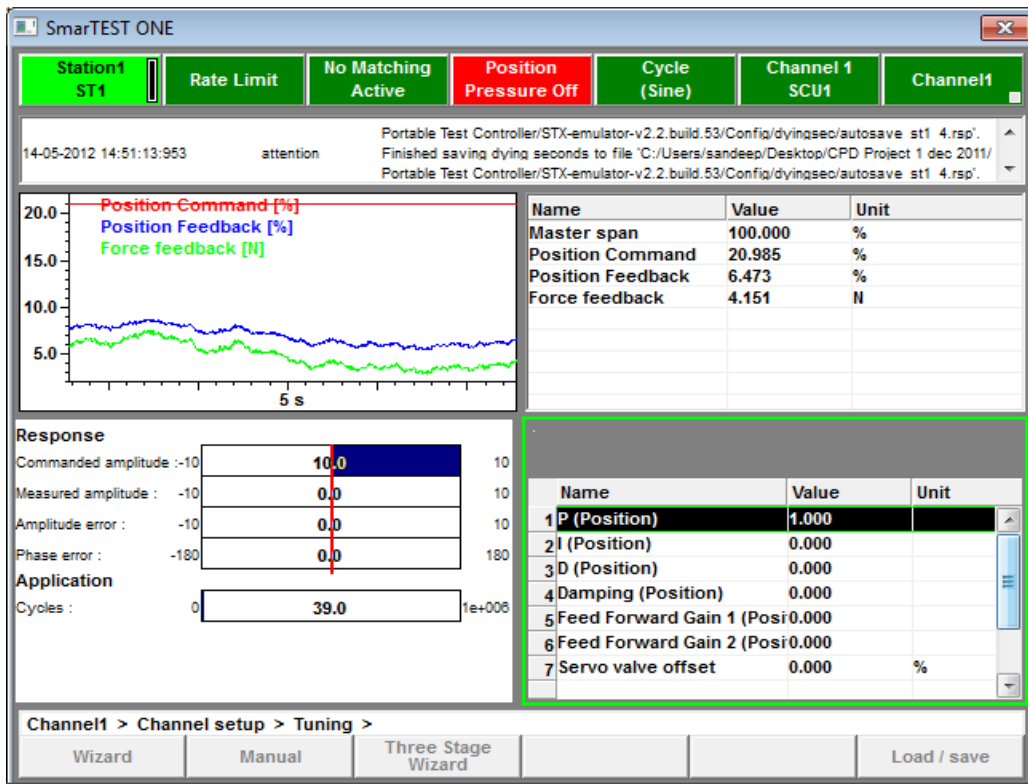 SmarTEST ONE
Station1 ST1
Rate Limit
No Matching Active
Position Pressure Off
Cycle (Sine)
Channel 1 SCU1
Channel1
Portable Test Controller/STX-emulator-v2.2.build.53/Config/dyingsec/autosave_st1_4.rsp'.
14-05-2012 14:51:13:953 attention Finished saving dying seconds to file 'C:/Users/sandeep/Desktop/CPD Project 1 dec 2011/
Portable Test Controller/STX-emulator-v2.2.build.53/Config/dyingsec/autosave_st1_4.rsp'.
20.0
15.0
10.0
5.0
Position Command [%]
Position Feedback [%]
Force feedback [N]
5 s
Name Value Unit
Master span 100.000 %
Position Command 20.985 %
Position Feedback 6.473 %
Force feedback 4.151 N
Response
Commanded amplitude : -10 10.0 10
Measured amplitude : -10 0.0 10
Amplitude error : -10 0.0 10
Phase error : -180 0.0 180
Application
Cycles : 0 39.0 1e+006
Name Value Unit
1 P (Position) 1.000
2 I (Position) 0.000
3 D (Position) 0.000
4 Damping (Position) 0.000
5 Feed Forward Gain 1 (Posi 0.000
6 Feed Forward Gain 2 (Posi 0.000
7 Servo valve offset 0.000 %
Channel1 > Channel setup > Tuning >
Wizard
Manual
Three Stage Wizard
Load / save